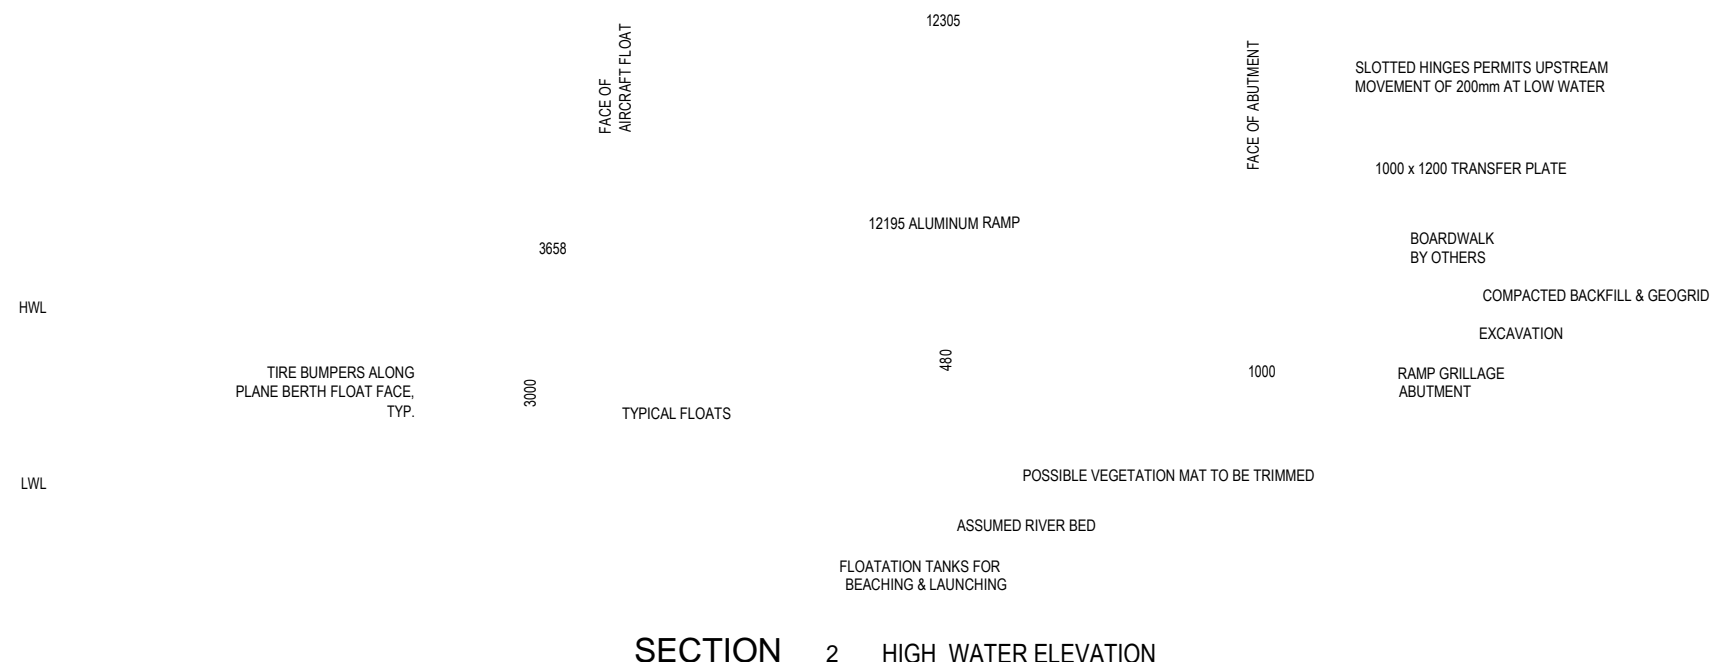 12305
FACE OF
AIRCRAFT FLOAT
FACE OF ABUTMENT
SLOTTED HINGES PERMITS UPSTREAM
MOVEMENT OF 200mm AT LOW WATER
1000 x 1200 TRANSFER PLATE
12195 ALUMINUM RAMP
3658
BOARDWALK
BY OTHERS
HWL
COMPACTED BACKFILL & GEOGRID
EXCAVATION
TIRE BUMPERS ALONG
PLANE BERTH FLOAT FACE,
TYP.
3000
480
1000
RAMP GRILLAGE
ABUTMENT
TYPICAL FLOATS
LWL
POSSIBLE VEGETATION MAT TO BE TRIMMED
ASSUMED RIVER BED
FLOATATION TANKS FOR
BEACHING & LAUNCHING
SECTION 2 HIGH WATER ELEVATION